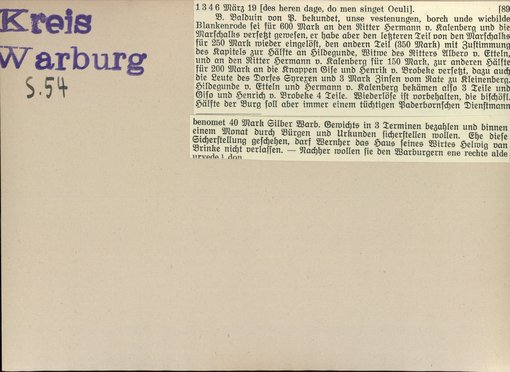 Kreis
Warburg
S. 54
1346 März 19 [des heren dage, do men singet Oculi]. [89
B. Balduin von P. bekundet, unse vestenungen, borch unde wicbilde
Blankenrode sei für 600 Mark an den Ritter Hermann v. Kalenberg und die
Marschalks versetzt gewesen, er habe aber den letzteren Teil von den Marschalks
für 250 Mark wieder eingelöst, den andern Teil (350 Mark) mit Zustimmung
des Kapitels zur Hälfte an Hildegunde, Witwe des Ritters Albero v. Etteln,
und an den Ritter Hermann v. Kalenberg für 150 Mark, zur anderen Hälfte
für 200 Mark an die Knappen Giso und Henrik v. Brobeke versetzt, dazu auch
die Leute des Dorfes Syrexen und 3 Mark Zinsen vom Rate zu Kleinenberg.
Hildegunde v. Etteln und Hermann v. Kalenberg bekämen also 3 Teile und
Giso und Henrich v. Brobeke 4 Teile. Wiederlöse ist vorbehalten, die bischöfl.
Hälfte der Burg soll aber immer einem tüchtigen Paderbornschen Dienstmann
benomet 40 Mark Silber Warb. Gewichts in 3 Terminen bezahlen und binnen
einem Monat durch Bürgen und Urkunden sicherstellen wollen. Ehe diese
Sicherstellung geschehen, darf Wernher das Haus seines Wirtes Helwig van
Brinke nicht verlassen. — Nachher wollen sie den Warburgern ene rechte alde
urvede don